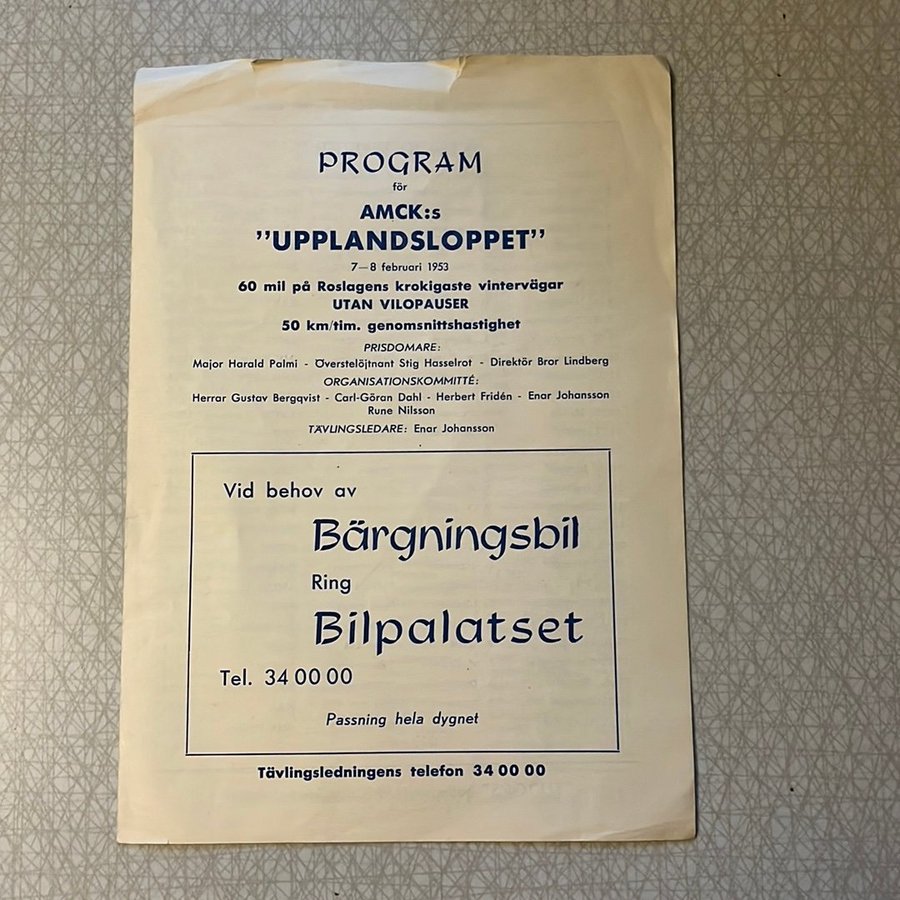 PROGRAM
för
AMCK:s
”UPPLANDSLOPPET”
7—8 februari 1953
60 mil på Roslagens krokigaste vintervägar
UTAN VILOPAUSER
50 km/tim. genomsnittshastighet
PRISDOMARE:
Major Harald Palmi - Överstelöjtnant Stig Hasselrot - Direktör Bror Lindberg
ORGANISATIONSKOMMITTÉ:
Herrar Gustav Bergqvist - Carl-Göran Dahl - Herbert Fridén - Enar Johansson
Rune Nilsson
TÄVLINGSLEDARE: Enar Johansson
Vid behov av
Bärgningsbil
Ring
Bilpalatset
Tel. 34 00 00
Passning hela dygnet
Tävlingsledningens telefon 34 00 00